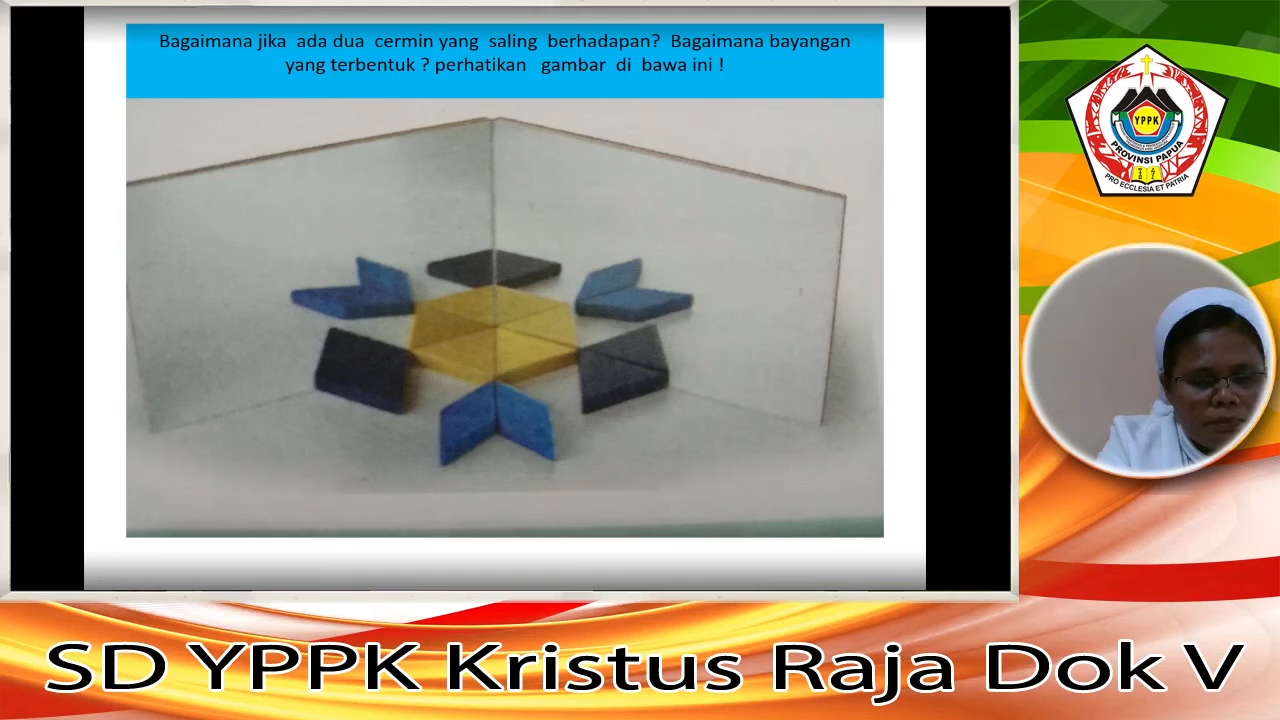 Bagaimana jika ada dua cermin yang saling berhadapan? Bagaimana bayangan
yang terbentuk ? perhatikan gambar di bawa ini !
YPPK
PROVINSI PAPUA
PRO ECCLESIA ET PATRIA
SD YPPK Kristus Raja Dok V